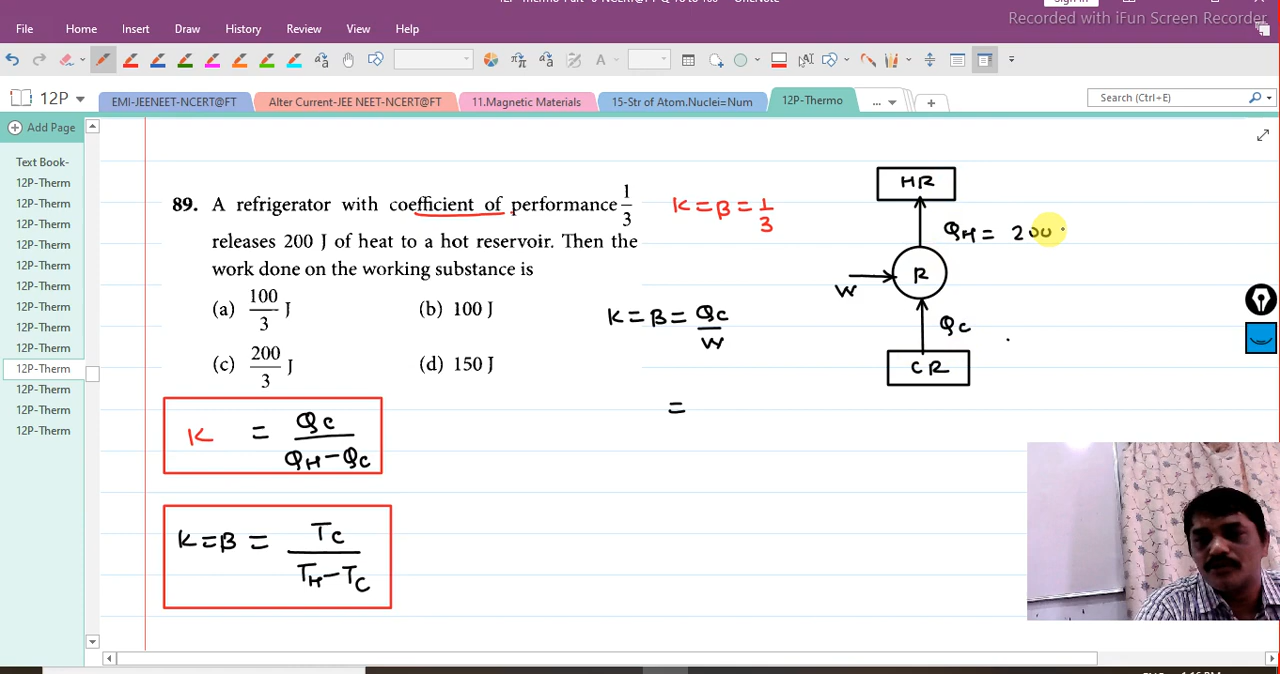 Recorded with iFun Screen Recorder
File Home Insert Draw History Review View Help
12P
EMI-JEENEET-NCERT@FT
Alter Current-JEE NEET-NCERT@FT
11.Magnetic Materials
15-Str of Atom.Nuclei=Num
12P-Thermo
...
Search (Ctrl+E)
Add Page
Text Book-
12P-Therm
12P-Therm
12P-Therm
12P-Therm
12P-Therm
12P-Therm
12P-Therm
12P-Therm
12P-Therm
12P-Therm
12P-Therm
12P-Therm
12P-Therm
89. A refrigerator with coefficient of performance 1/3
releases 200 J of heat to a hot reservoir. Then the
work done on the working substance is
(a) 100/3 J (b) 100 J
(c) 200/3 J (d) 150 J
K = QC/(QH-QC)
K=β = TC/(TH-TC)
K=β=1/3
K=β=QC/W
=
HR
QH = 200
R
W
QC
CR